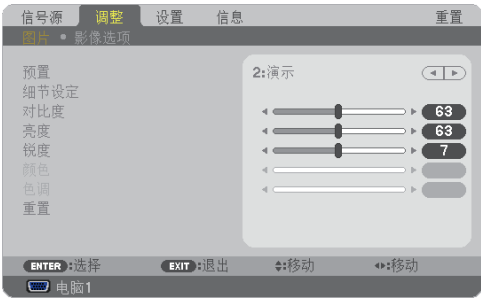 信号源 调整 设置 信息 重置
图片 • 影像选项
预置 2:演示
细节设定
对比度 63
亮度 63
锐度 7
颜色
色调
重置
ENTER:选择 EXIT:退出 :移动 :移动
电脑1